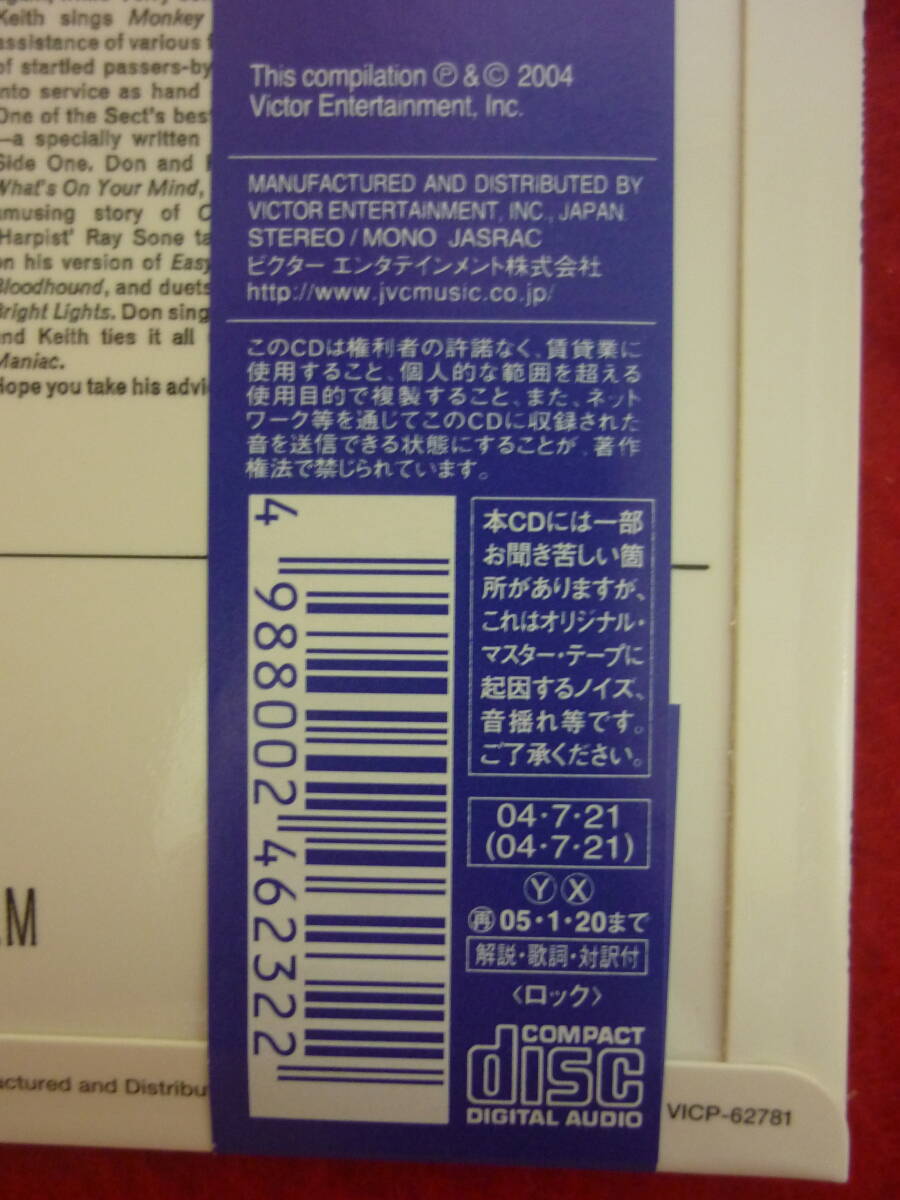 Keith sings Monkey
assistance of various
of startled passers-by
into service as hand
One of the Sect's best
—a specially written
Side One. Don and
What's On Your Mind,
amusing story of
'Harpist' Ray Sone
on his version of Easy
Bloodhound, and duets
Bright Lights. Don
and Keith ties it all
Maniac.
Hope you take his
This compilation Ⓟ & © 2004
Victor Entertainment, Inc.
MANUFACTURED AND DISTRIBUTED BY
VICTOR ENTERTAINMENT, INC., JAPAN.
STEREO / MONO JASRAC
ビクター エンタテインメント株式会社
http://www.jvcmusic.co.jp/
このCDは権利者の許諾なく、賃貸業に
使用すること、個人的な範囲を超える
使用目的で複製すること、また、ネット
ワーク等を通じてこのCDに収録された
音を送信できる状態にすることが、著作
権法で禁じられています。
4 988002 462322
本CDには一部
お聞き苦しい箇
所がありますが、
これはオリジナル・
マスター・テープに
起因するノイズ、
音揺れ等です。
ご了承ください。
04・7・21
(04・7・21)
Ⓨ Ⓧ
㊢05・1・20まで
解説・歌詞・対訳付
〈ロック〉
COMPACT
disc
DIGITAL AUDIO
M
and Distribu
VICP-62781